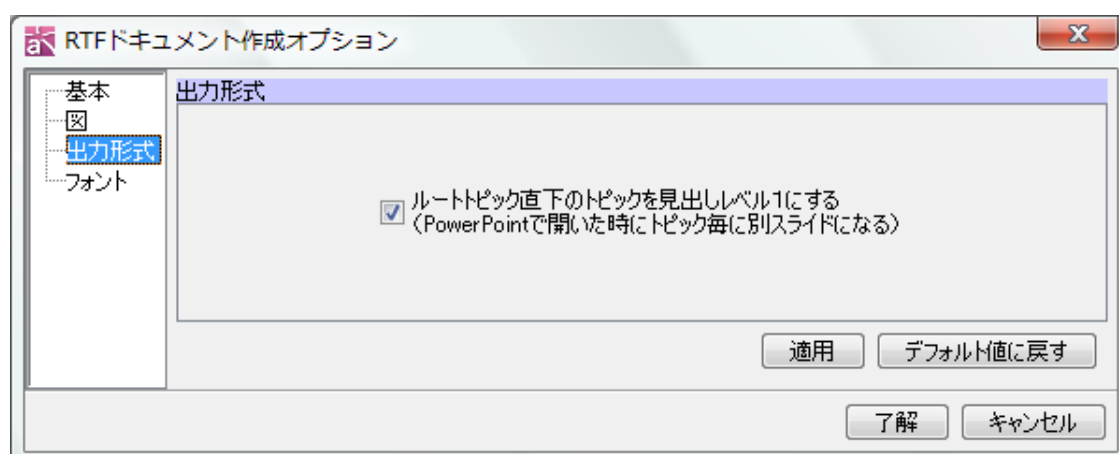 RTFドキュメント作成オプション
基本
図
出力形式
フォント
出力形式
ルートトピック直下のトピックを見出しレベル1にする
(PowerPointで開いた時にトピック毎に別スライドになる)
適用
デフォルト値に戻す
了解
キャンセル